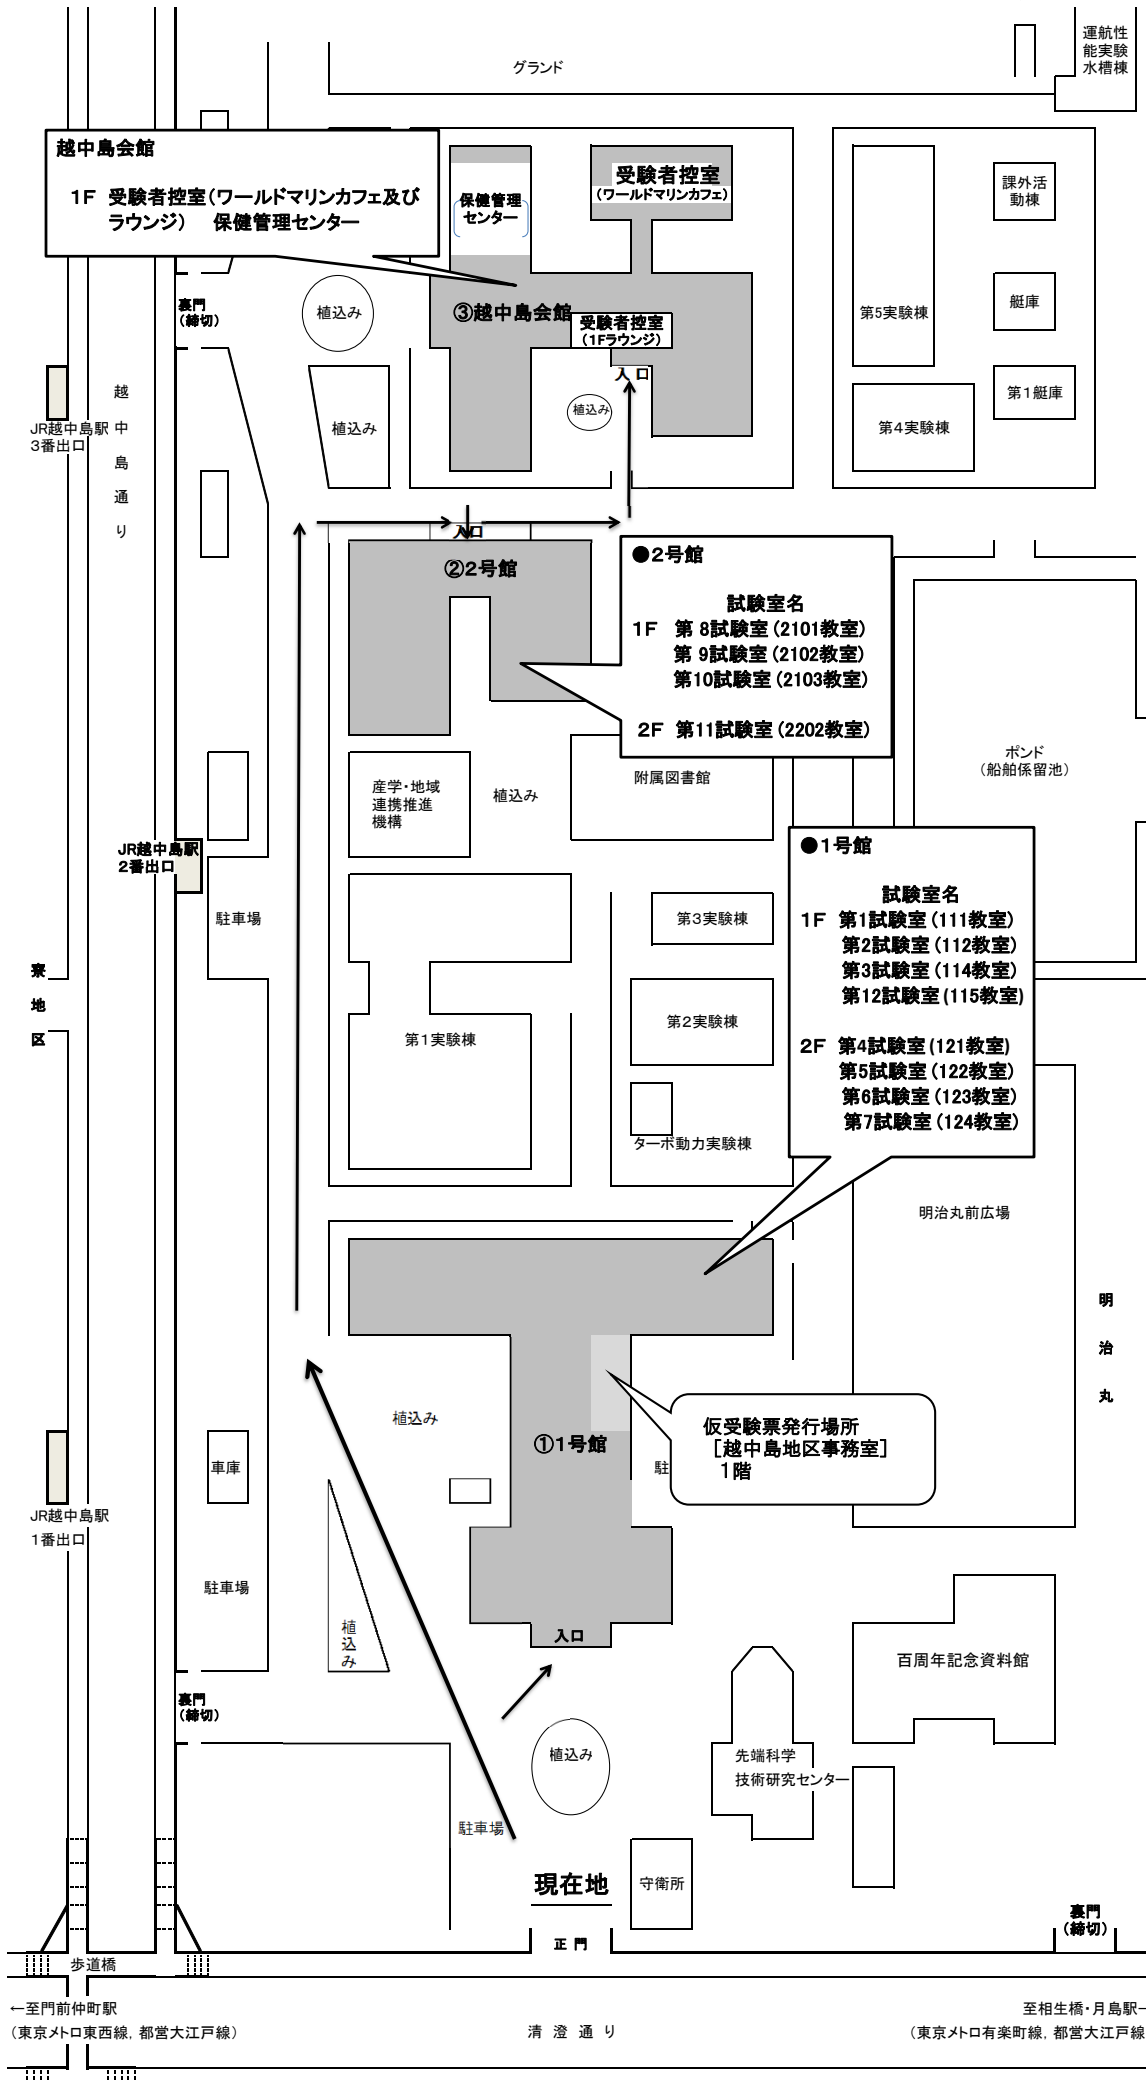 運航性
能実験
水槽棟
グランド
越中島会館
1F 受験者控室(ワールドマリンカフェ及び
ラウンジ) 保健管理センター
保健管理
センター
受験者控室
(ワールドマリンカフェ)
課外活
動棟
裏門
(締切)
植込み
③越中島会館
受験者控室
(1Fラウンジ)
第5実験棟
艇庫
入口
植込み
第1艇庫
JR越中島駅
3番出口
越中島通り
植込み
第4実験棟
入口
②2号館
●2号館
試験室名
1F 第 8試験室(2101教室)
第 9試験室(2102教室)
第10試験室(2103教室)
2F 第11試験室(2202教室)
ポンド
(船舶係留池)
産学・地域
連携推進
機構
植込み
附属図書館
JR越中島駅
2番出口
●1号館
試験室名
1F 第1試験室(111教室)
第2試験室(112教室)
第3試験室(114教室)
第12試験室(115教室)
2F 第4試験室(121教室)
第5試験室(122教室)
第6試験室(123教室)
第7試験室(124教室)
駐車場
第3実験棟
寮地区
第1実験棟
第2実験棟
ターボ動力実験棟
明治丸前広場
明治丸
植込み
仮受験票発行場所
[越中島地区事務室]
1階
①1号館
駐
車庫
JR越中島駅
1番出口
駐車場
植込み
入口
百周年記念資料館
裏門
(締切)
植込み
先端科学
技術研究センター
駐車場
現在地
守衛所
裏門
(締切)
正門
歩道橋
←至門前仲町駅
(東京メトロ東西線,都営大江戸線)
清澄通り
至相生橋・月島駅
(東京メトロ有楽町線,都営大江戸線